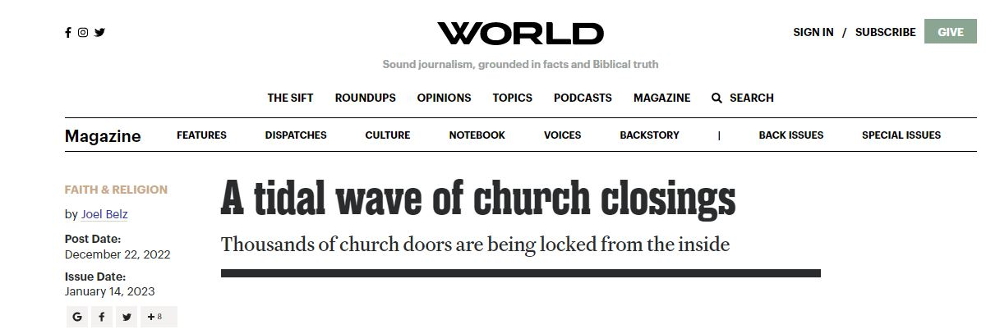 WORLD
SIGN IN / SUBSCRIBE GIVE
Sound journalism, grounded in facts and Biblical truth
THE SIFT ROUNDUPS OPINIONS TOPICS PODCASTS MAGAZINE SEARCH
Magazine FEATURES DISPATCHES CULTURE NOTEBOOK VOICES BACKSTORY | BACK ISSUES SPECIAL ISSUES
FAITH & RELIGION
by Joel Belz
Post Date:
December 22, 2022
Issue Date:
January 14, 2023
G f + 8
A tidal wave of church closings
Thousands of church doors are being locked from the inside